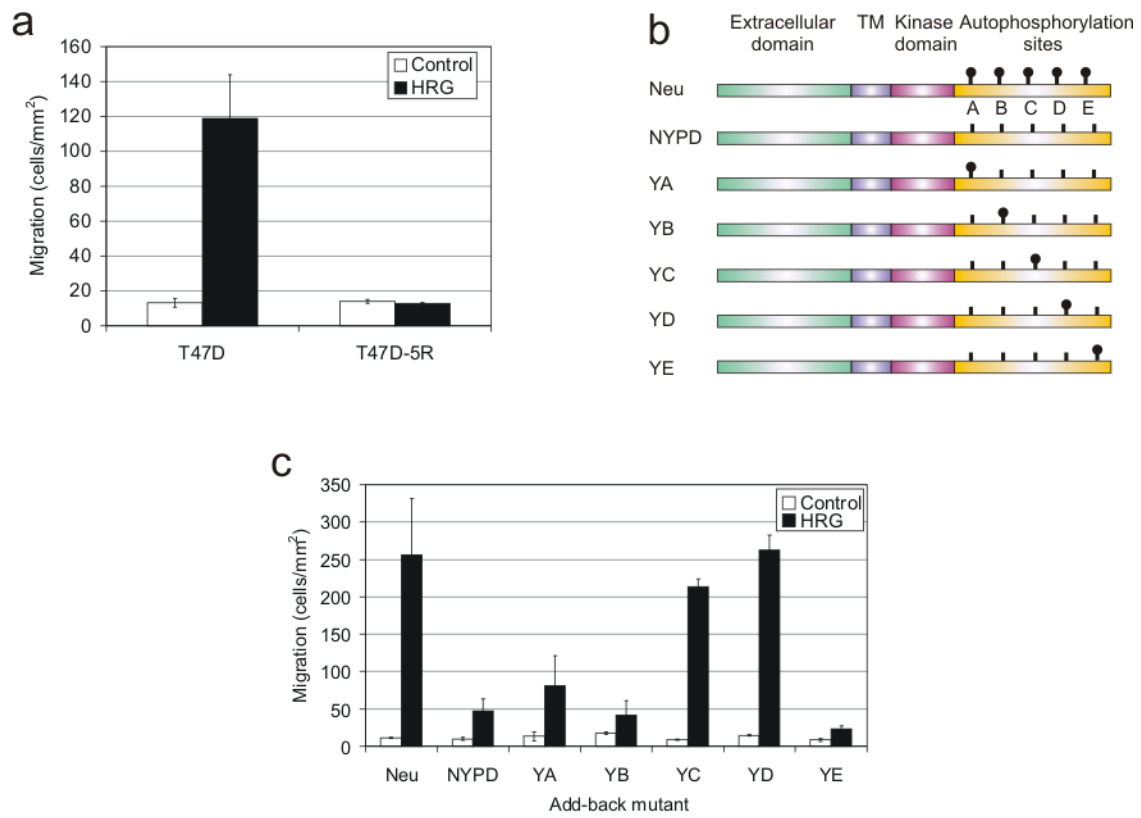 a
160
140
120
100
80
60
40
20
0
Migration (cells/mm²)
Control
HRG
T47D
T47D-5R
b
Extracellular domain
TM
Kinase domain
Autophosphorylation sites
Neu
A B C D E
NYPD
YA
YB
YC
YD
YE
c
350
300
250
200
150
100
50
0
Migration (cells/mm²)
Control
HRG
Neu NYPD YA YB YC YD YE
Add-back mutant